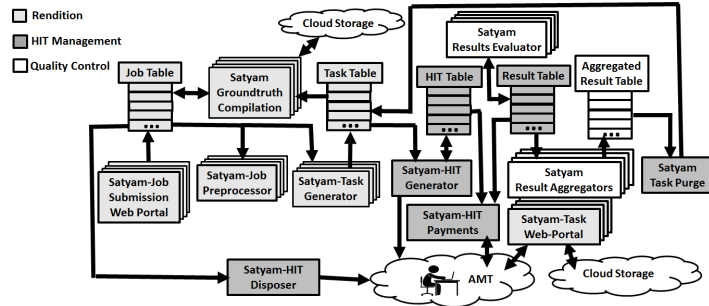 Rendition
HIT Management
Quality Control
Cloud Storage
Satyam
Results Evaluator
Job Table
Satyam
Groundtruth
Compilation
Task Table
HIT Table
Result Table
Aggregated
Result Table
Satyam-Job
Submission
Web Portal
Satyam-Job
Preprocessor
Satyam-Task
Generator
Satyam-HIT
Generator
Satyam
Result Aggregators
Satyam
Task Purge
Satyam-HIT
Payments
Satyam-Task
Web-Portal
Satyam-HIT
Disposer
AMT
Cloud Storage